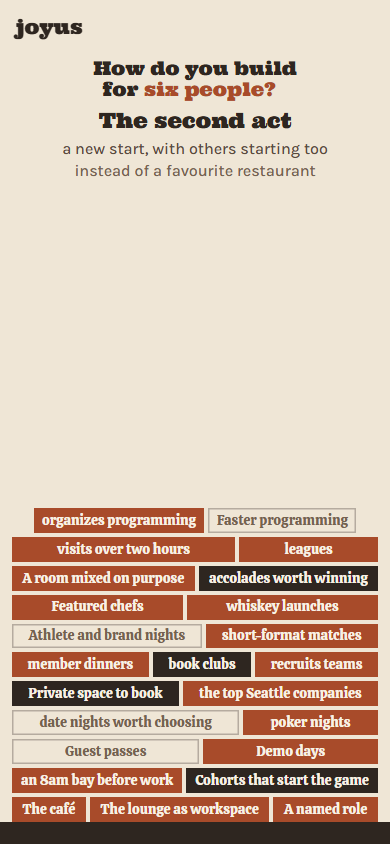 joyus
How do you build
for six people?
The second act
a new start, with others starting too
instead of a favourite restaurant
organizes programming Faster programming
visits over two hours leagues
A room mixed on purpose accolades worth winning
Featured chefs whiskey launches
Athlete and brand nights short-format matches
member dinners book clubs recruits teams
Private space to book the top Seattle companies
date nights worth choosing poker nights
Guest passes Demo days
an 8am bay before work Cohorts that start the game
The café The lounge as workspace A named role